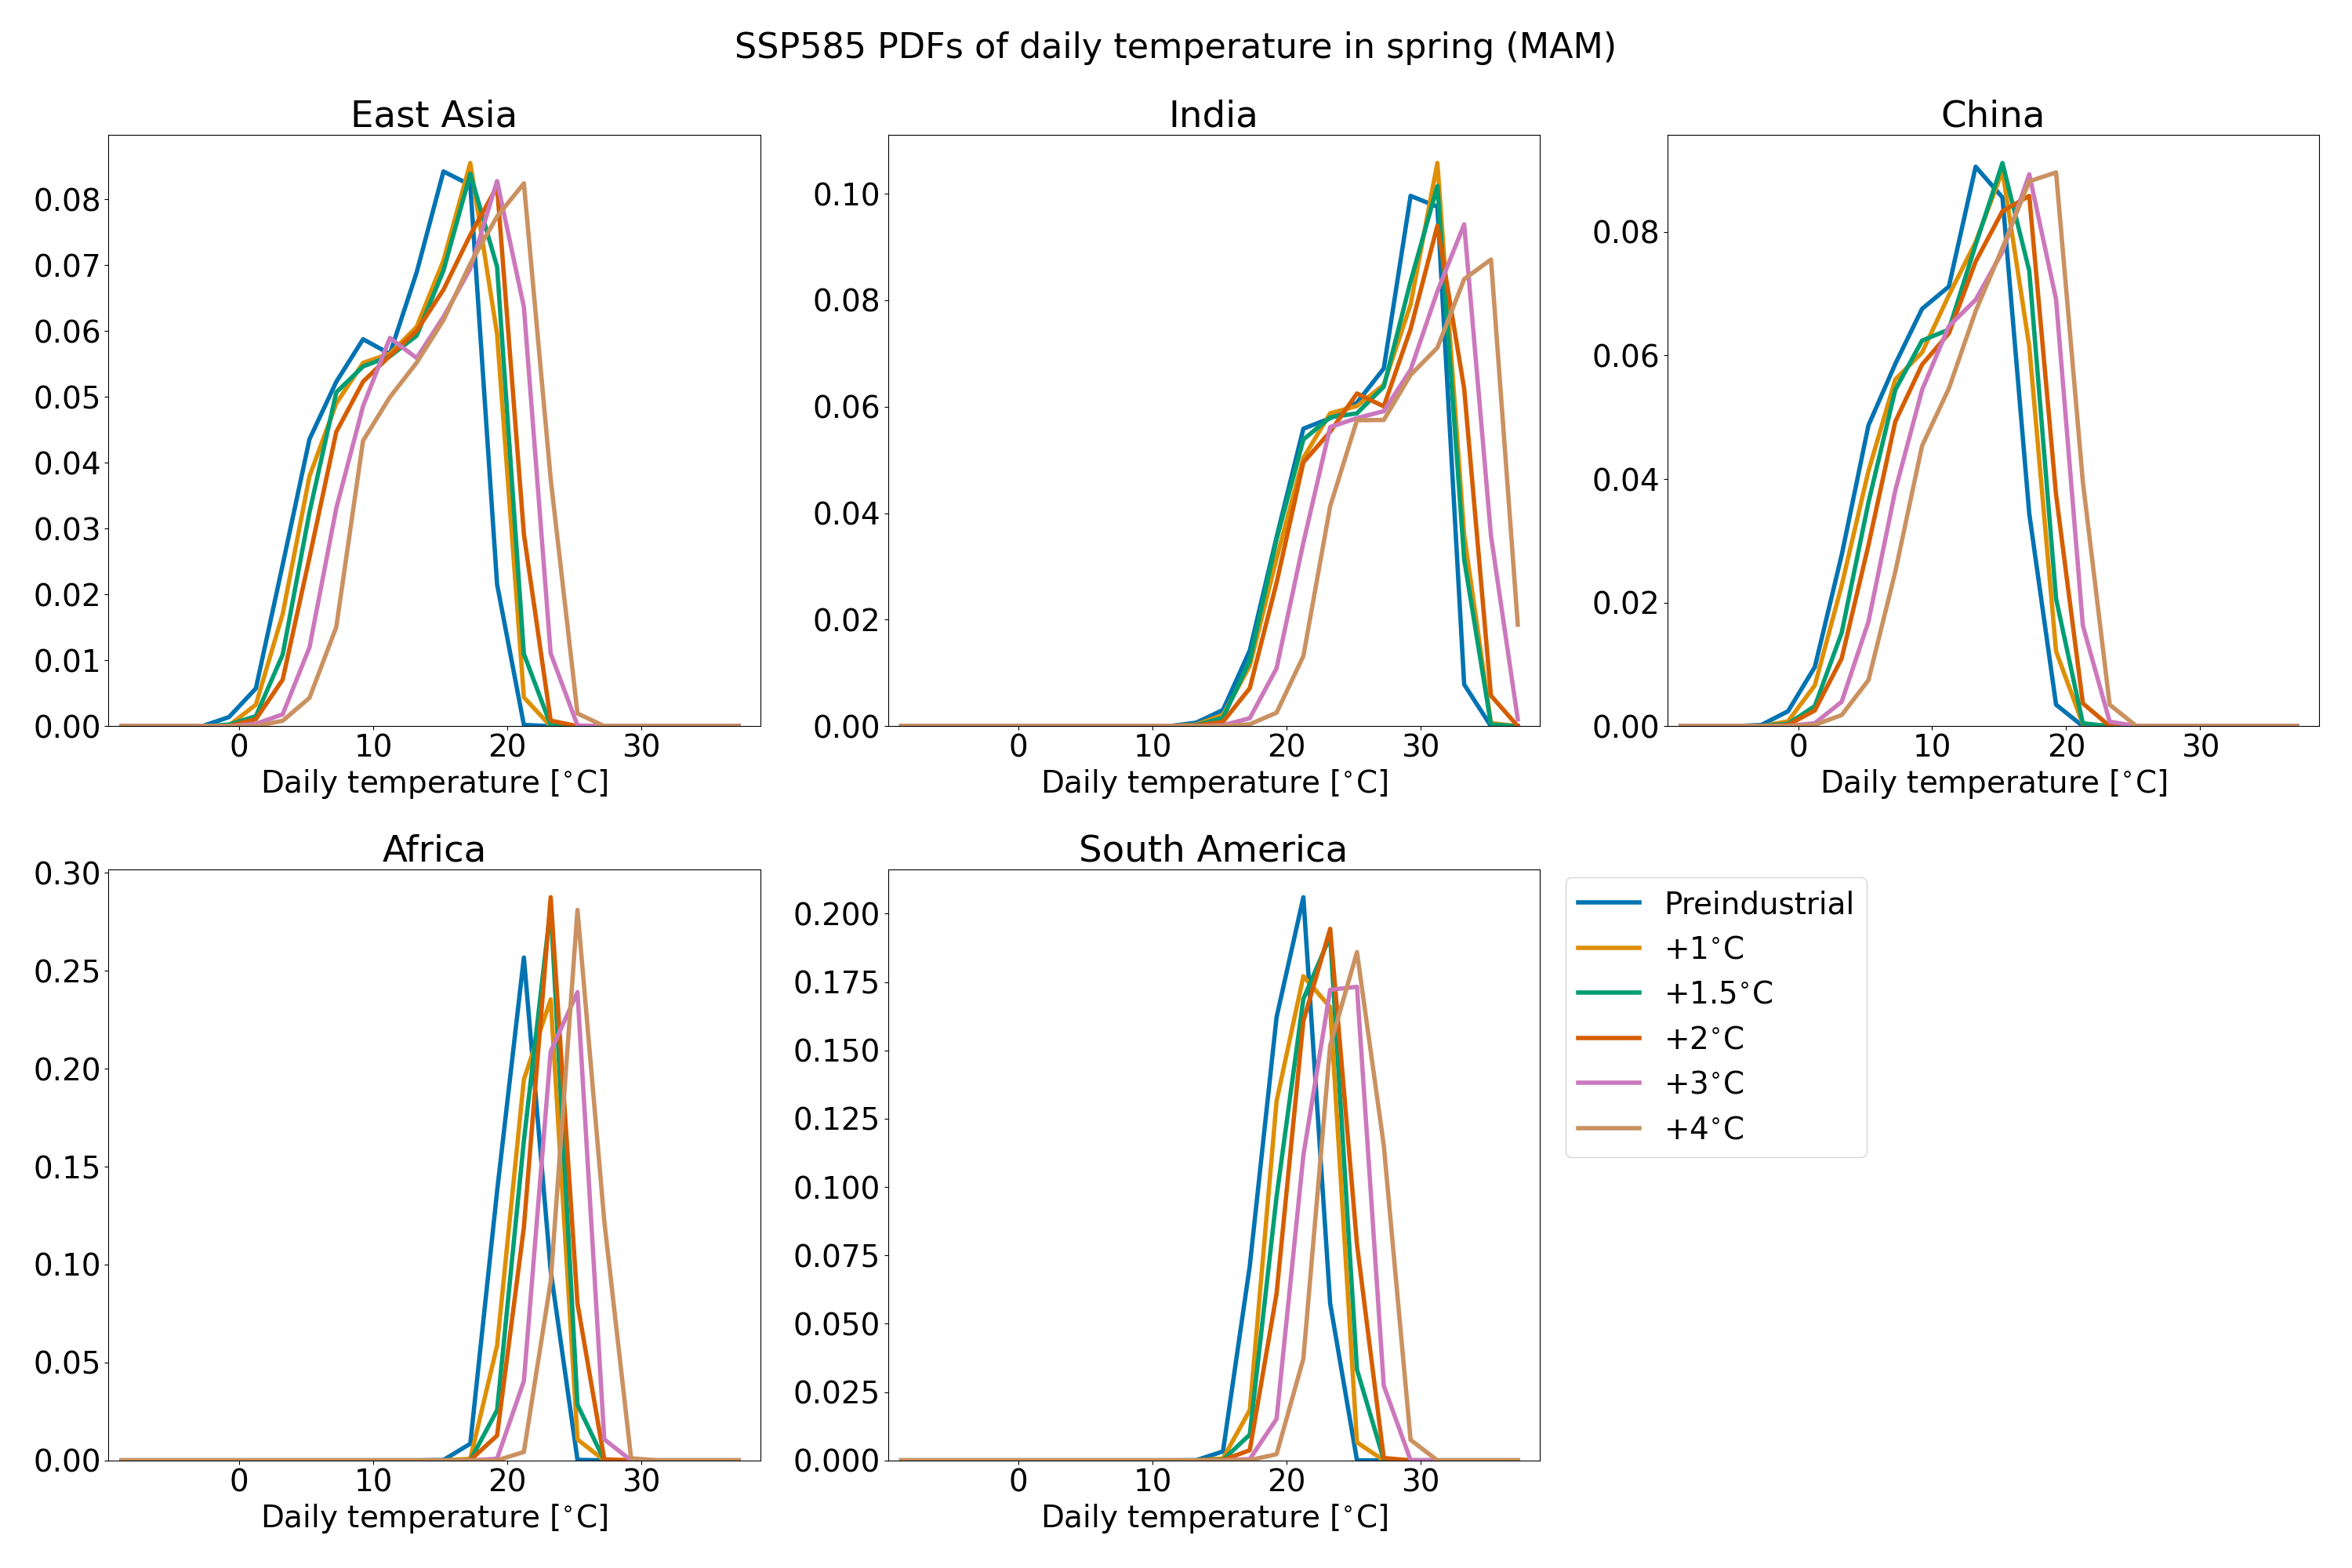 SSP585 PDFs of daily temperature in spring (MAM)
East Asia
0.08
0.07
0.06
0.05
0.04
0.03
0.02
0.01
0.00
0 10 20 30
Daily temperature [°C]
India
0.10
0.08
0.06
0.04
0.02
0.00
0 10 20 30
Daily temperature [°C]
China
0.08
0.06
0.04
0.02
0.00
0 10 20 30
Daily temperature [°C]
Africa
0.30
0.25
0.20
0.15
0.10
0.05
0.00
0 10 20 30
Daily temperature [°C]
South America
0.200
0.175
0.150
0.125
0.100
0.075
0.050
0.025
0.000
0 10 20 30
Daily temperature [°C]
Preindustrial
+1°C
+1.5°C
+2°C
+3°C
+4°C